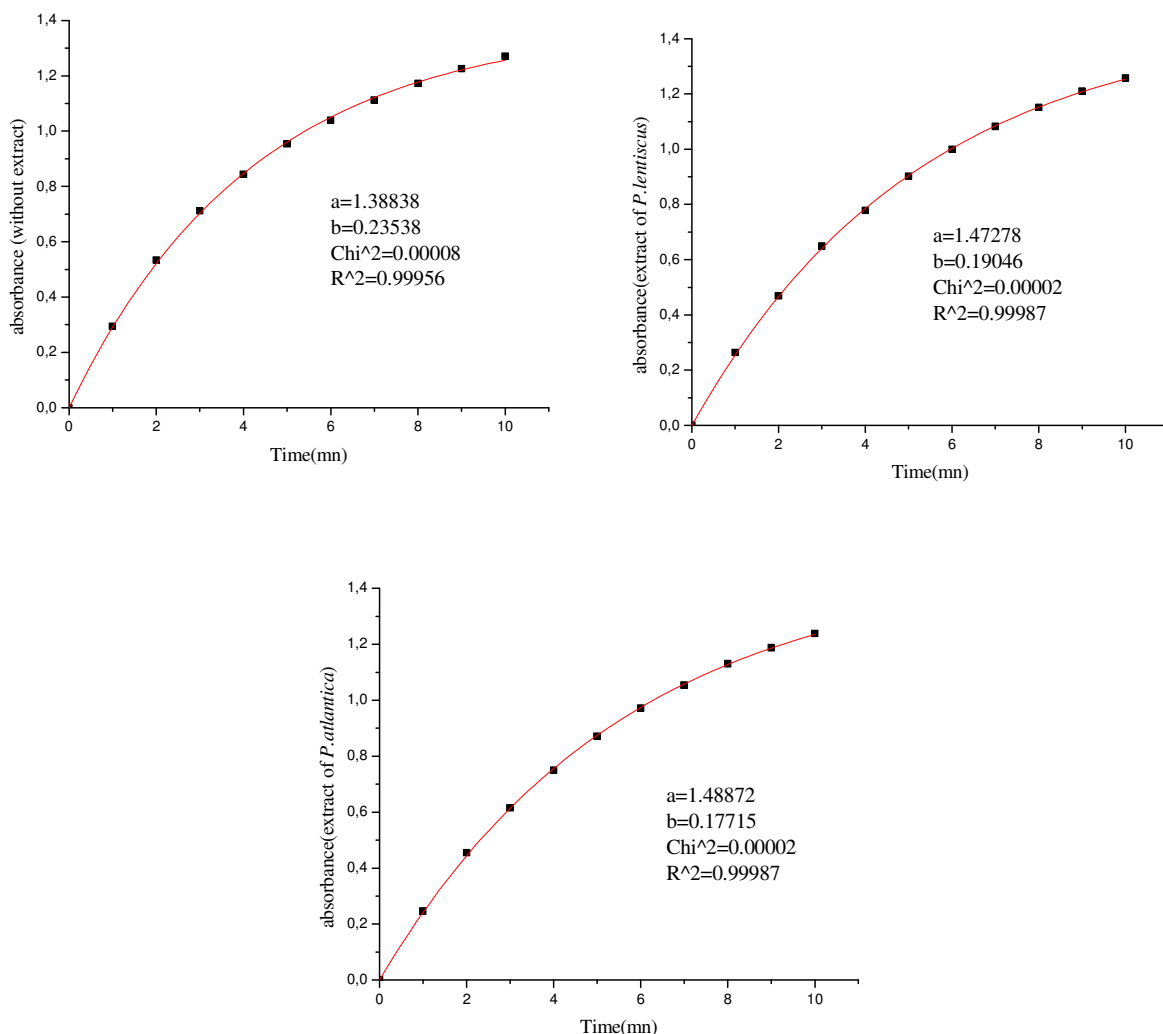 absorbance (without extract)
1,4
1,2
1,0
0,8
0,6
0,4
0,2
0,0
a=1.38838
b=0.23538
Chi^2=0.00008
R^2=0.99956
0 2 4 6 8 10
Time(mn)
absorbance(extract of P.lentiscus)
1,4
1,2
1,0
0,8
0,6
0,4
0,2
0,0
a=1.47278
b=0.19046
Chi^2=0.00002
R^2=0.99987
0 2 4 6 8 10
Time(mn)
absorbance(extract of P.atlantica)
1,4
1,2
1,0
0,8
0,6
0,4
0,2
0,0
a=1.48872
b=0.17715
Chi^2=0.00002
R^2=0.99987
0 2 4 6 8 10
Time(mn)